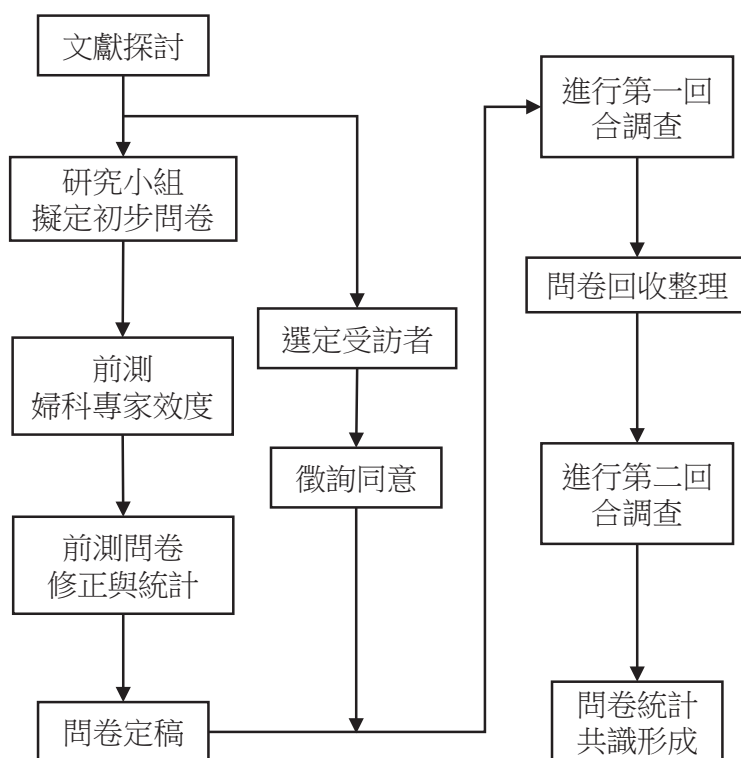 文獻探討
研究小組
擬定初步問卷
前測
婦科專家效度
前測問卷
修正與統計
問卷定稿
選定受訪者
徵詢同意
進行第一回
合調查
問卷回收整理
進行第二回
合調查
問卷統計
共識形成